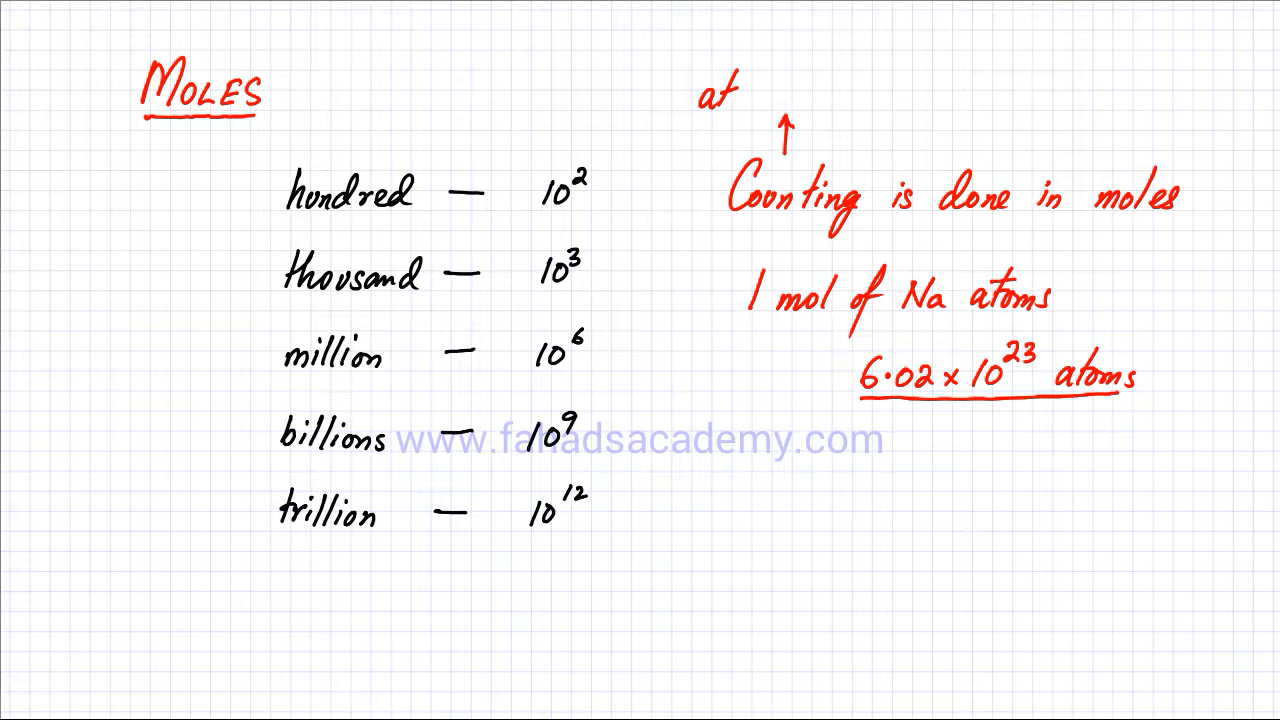 MOLES
hundred — 10²
thousand — 10³
million — 10⁶
billions — 10⁹
trillion — 10¹²
at
↑
Counting is done in moles
1 mol of Na atoms
6.02 × 10²³ atoms
www.fahadsacademy.com